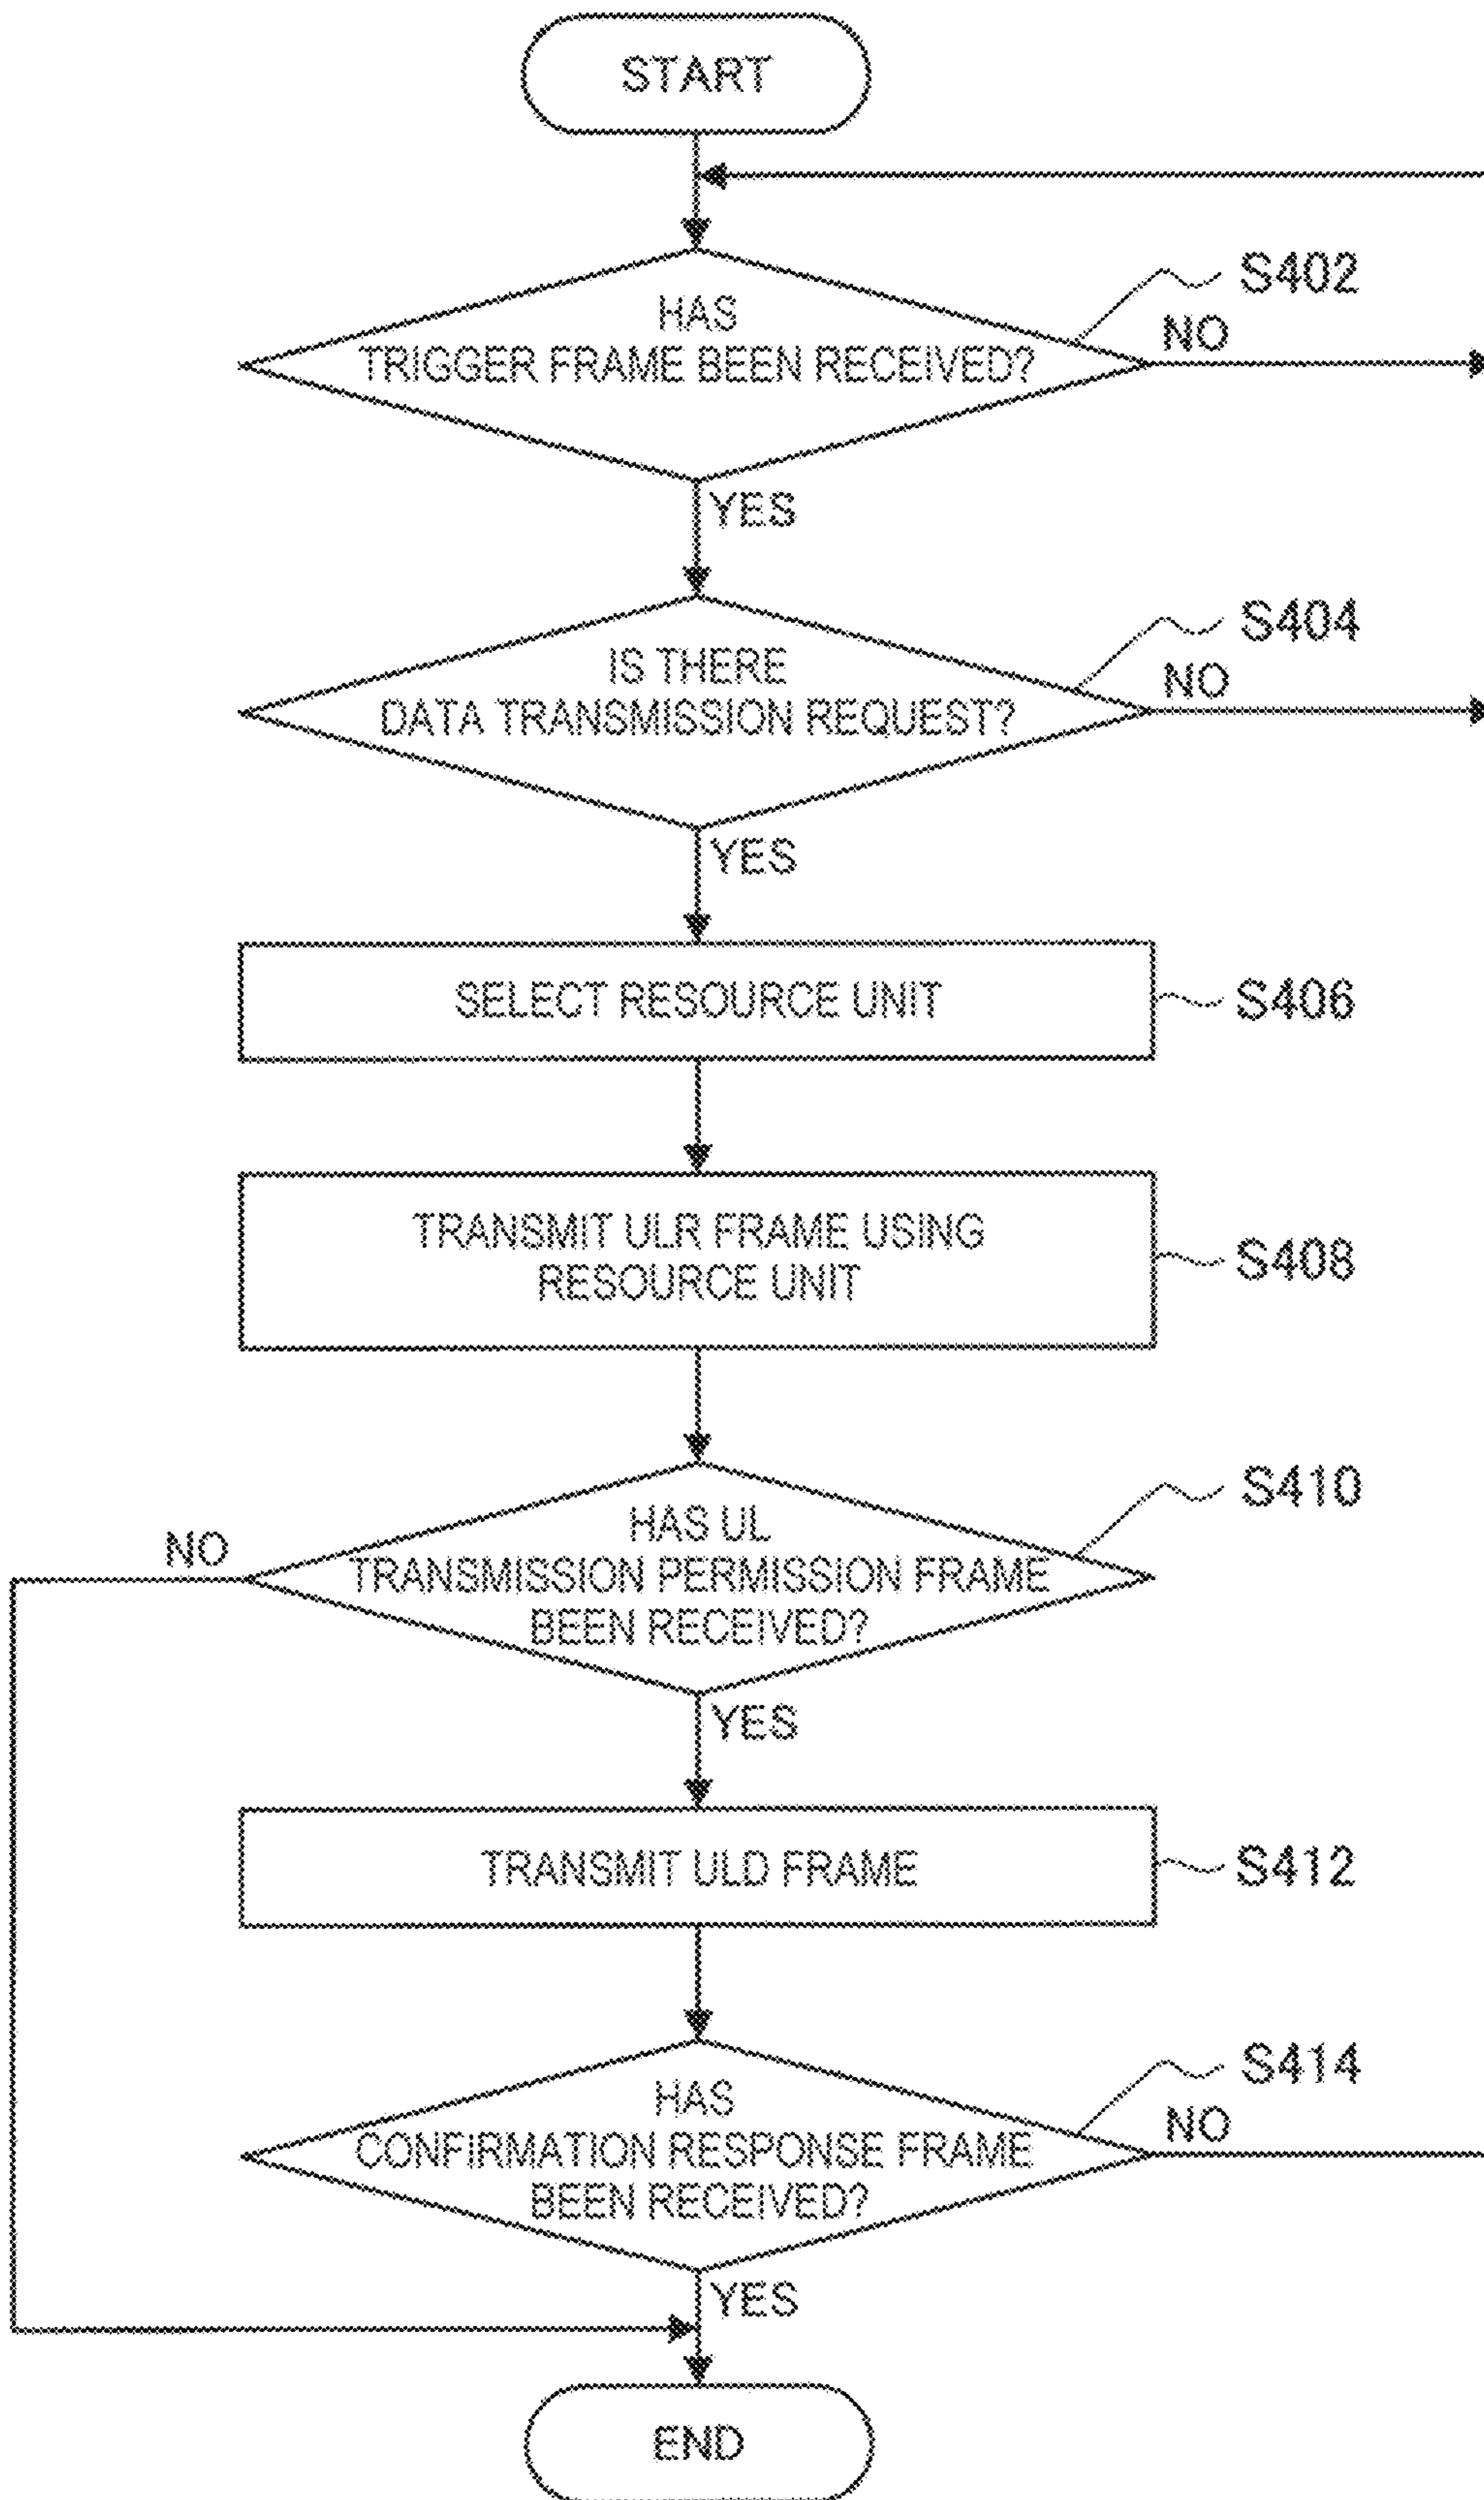 START
S402
HAS
TRIGGER FRAME BEEN RECEIVED?
NO
YES
S404
IS THERE
DATA TRANSMISSION REQUEST?
NO
YES
SELECT RESOURCE UNIT
S406
TRANSMIT ULR FRAME USING
RESOURCE UNIT
S408
S410
HAS UL
TRANSMISSION PERMISSION FRAME
BEEN RECEIVED?
NO
YES
TRANSMIT ULD FRAME
S412
S414
HAS
CONFIRMATION RESPONSE FRAME
BEEN RECEIVED?
NO
YES
END